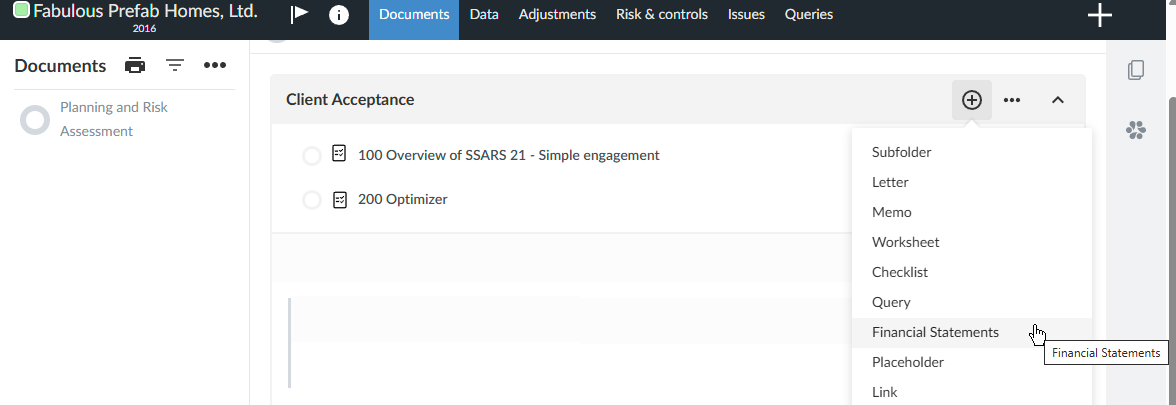 Fabulous Prefab Homes, Ltd.
2016
Documents Data Adjustments Risk & controls Issues Queries
Documents
Planning and Risk
Assessment
Client Acceptance
100 Overview of SSARS 21 - Simple engagement
200 Optimizer
Subfolder
Letter
Memo
Worksheet
Checklist
Query
Financial Statements
Financial Statements
Placeholder
Link